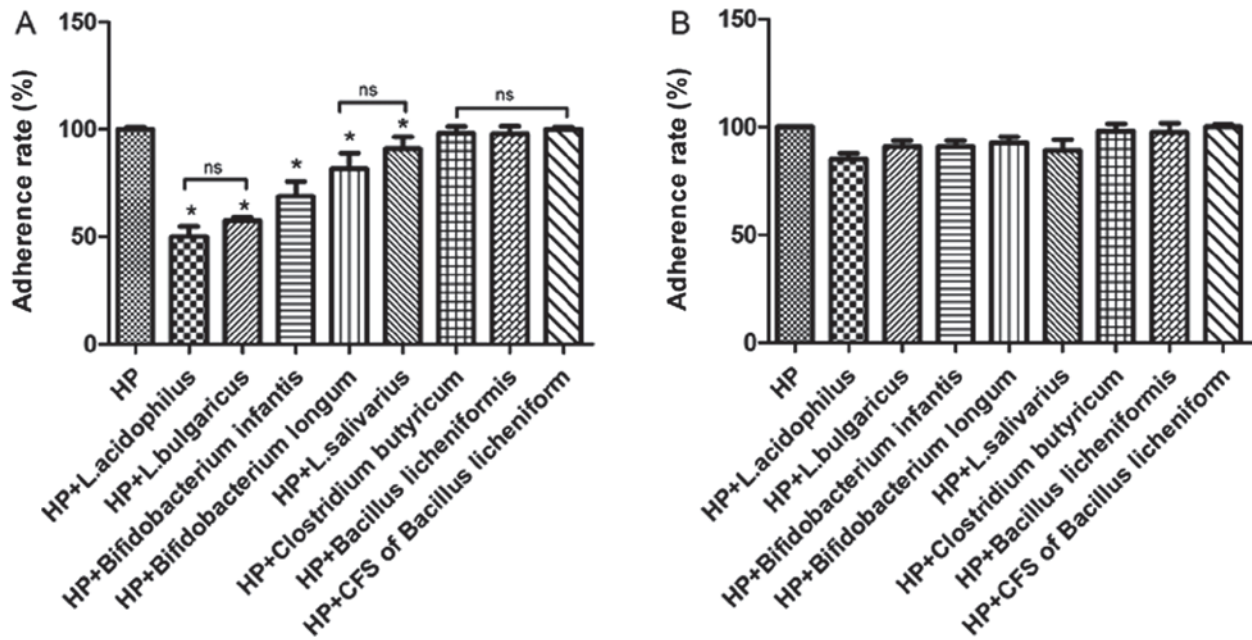 A
Adherence rate (%)
150
100
50
0
ns
*
*
*
ns
*
*
ns
HP
HP+L.acidophilus
HP+L.bulgaricus
HP+Bifidobacterium infantis
HP+Bifidobacterium longum
HP+L.salivarius
HP+Clostridium butyricum
HP+Bacillus licheniformis
HP+CFS of Bacillus licheniform
B
Adherence rate (%)
150
100
50
0
HP
HP+L.acidophilus
HP+L.bulgaricus
HP+Bifidobacterium infantis
HP+Bifidobacterium longum
HP+L.salivarius
HP+Clostridium butyricum
HP+Bacillus licheniformis
HP+CFS of Bacillus licheniform